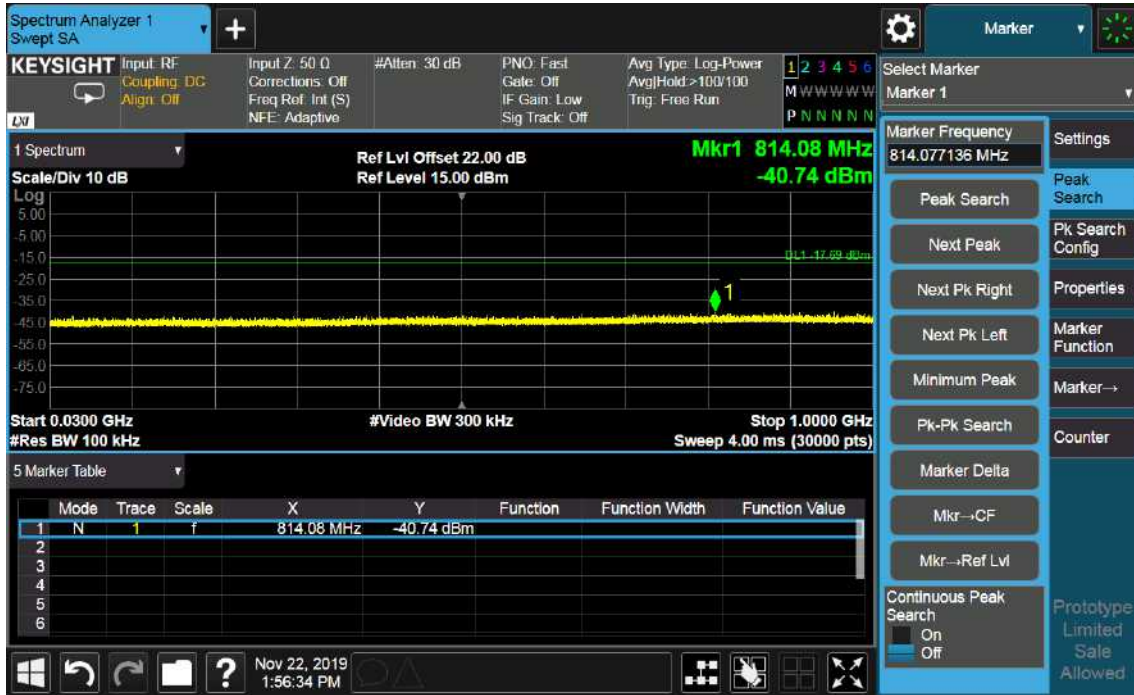 Spectrum Analyzer 1
Swept SA
Marker
KEYSIGHT
LXI
Input: RF
Coupling: DC
Align: Off
Input Z: 50 Ω
Corrections: Off
Freq Ref: Int (S)
NFE: Adaptive
#Atten: 30 dB
PNO: Fast
Gate: Off
IF Gain: Low
Sig Track: Off
Avg Type: Log-Power
Avg|Hold:>100/100
Trig: Free Run
1 2 3 4 5 6
M W W W W W
P N N N N N
Select Marker
Marker 1
1 Spectrum
Scale/Div 10 dB
Ref Lvl Offset 22.00 dB
Ref Level 15.00 dBm
Mkr1 814.08 MHz
-40.74 dBm
Log
5.00
-5.00
-15.0
-25.0
-35.0
-45.0
-55.0
-65.0
-75.0
DL1 -17.69 dBm
1
Start 0.0300 GHz
#Res BW 100 kHz
#Video BW 300 kHz
Stop 1.0000 GHz
Sweep 4.00 ms (30000 pts)
5 Marker Table
Mode Trace Scale X Y Function Function Width Function Value
1 N 1 f 814.08 MHz -40.74 dBm
2
3
4
5
6
Marker Frequency
814.077136 MHz
Peak Search
Next Peak
Next Pk Right
Next Pk Left
Minimum Peak
Pk-Pk Search
Marker Delta
Mkr→CF
Mkr→Ref Lvl
Continuous Peak
Search
On
Off
Settings
Peak
Search
Pk Search
Config
Properties
Marker
Function
Marker→
Counter
Prototype
Limited
Sale
Allowed
?
Nov 22, 2019
1:56:34 PM